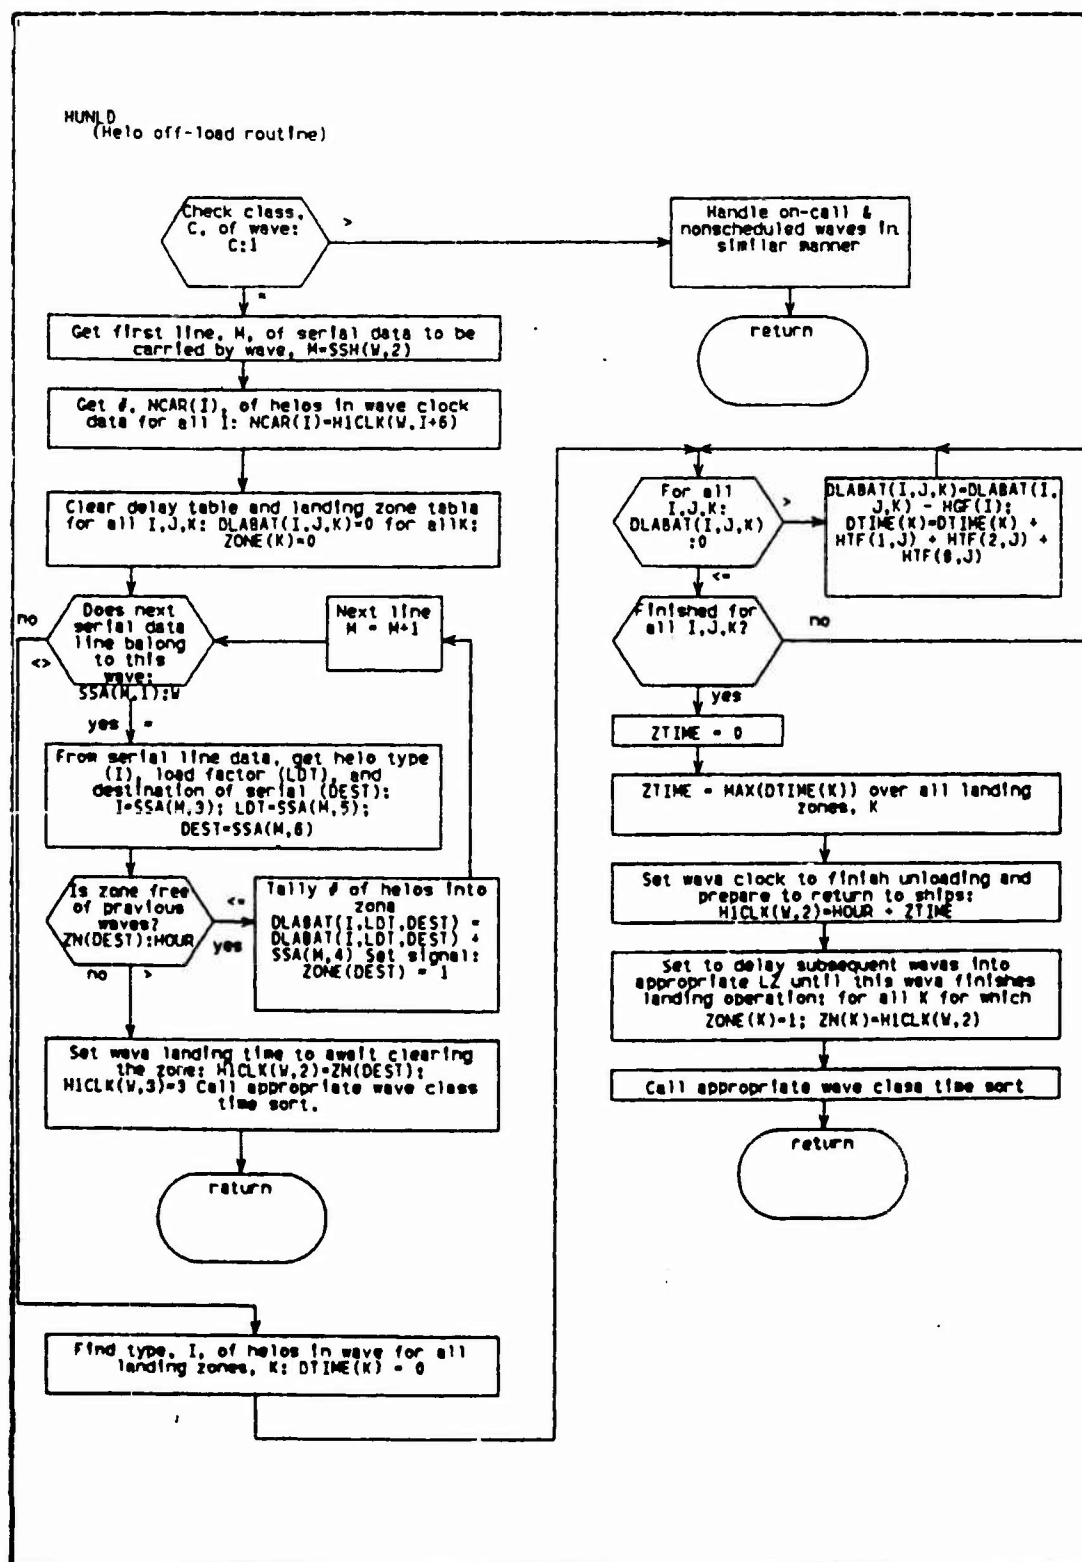 HUNLD
(Helo off-load routine)
Check class,
C, of wave:
C:1
>
=
Handle on-call &
nonscheduled waves in
similar manner
return
Get first line, M, of serial data to be
carried by wave, M=SSH(W,2)
Get #, NCAR(I), of helos in wave clock
data for all I: NCAR(I)=H1CLK(W,I+6)
Clear delay table and landing zone table
for all I,J,K: DLABAT(I,J,K)=0 for allK:
ZONE(K)=0
no
<>
Does next
serial data
line belong
to this
wave:
SSA(M,1):W
yes =
Next line
M = M+1
From serial line data, get helo type
(I), load factor (LDT), and
destination of serial (DEST):
I=SSA(M,3); LDT=SSA(M,5);
DEST=SSA(M,6)
Is zone free
of previous
waves?
ZN(DEST):HOUR
<=
yes
no >
Tally # of helos into
zone
DLABAT(I,LDT,DEST) =
DLABAT(I,LDT,DEST) +
SSA(M,4) Set signal:
ZONE(DEST) = 1
Set wave landing time to await clearing
the zone: H1CLK(W,2)=ZN(DEST);
H1CLK(W,3)=3 Call appropriate wave class
time sort.
return
Find type, I, of helos in wave for all
landing zones, K: DTIME(K) = 0
For all
I,J,K:
DLABAT(I,J,K)
:0
>
<=
DLABAT(I,J,K)=DLABAT(I,
J,K) - HGF(I);
DTIME(K)=DTIME(K) +
HTF(1,J) + HTF(2,J) +
HTF(8,J)
Finished for
all I,J,K?
no
yes
ZTIME = 0
ZTIME = MAX(DTIME(K)) over all landing
zones, K
Set wave clock to finish unloading and
prepare to return to ships:
H1CLK(W,2)=HOUR + ZTIME
Set to delay subsequent waves into
appropriate LZ until this wave finishes
landing operation: for all K for which
ZONE(K)=1; ZN(K)=H1CLK(W,2)
Call appropriate wave class time sort
return